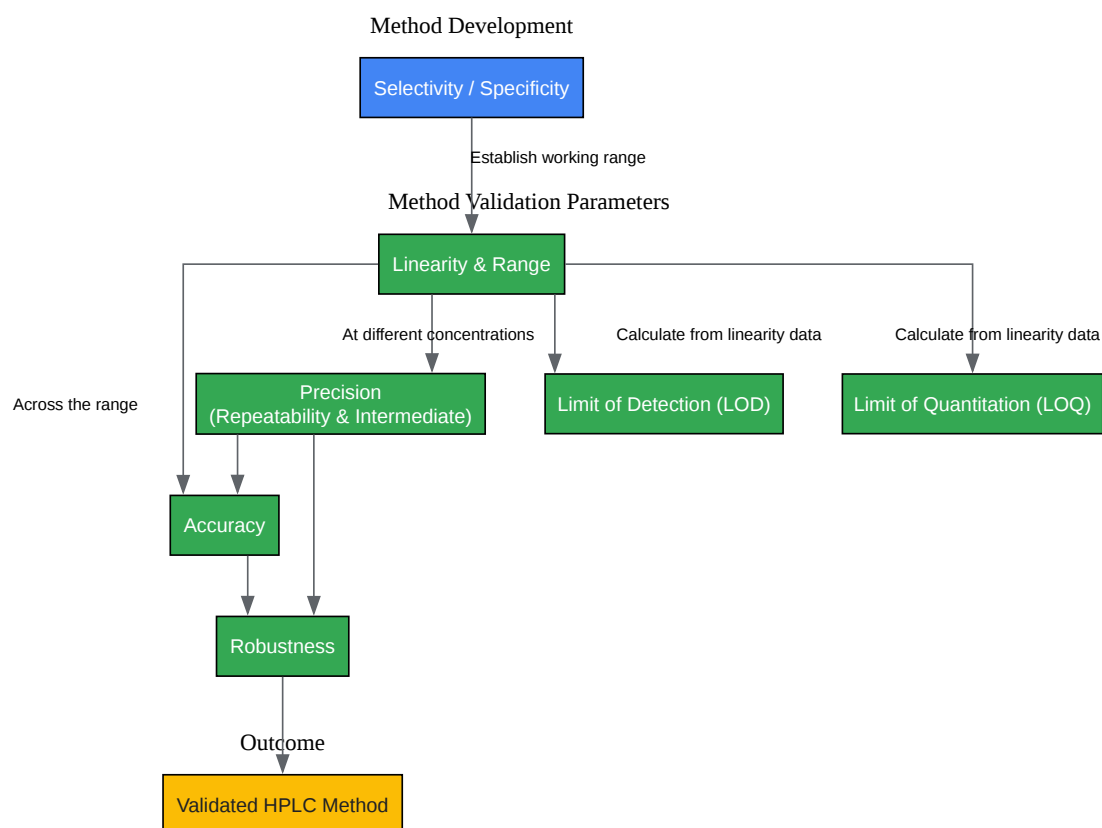 Method Development
Selectivity / Specificity
Establish working range
Method Validation Parameters
Linearity & Range
At different concentrations
Calculate from linearity data
Calculate from linearity data
Across the range
Precision
(Repeatability & Intermediate)
Limit of Detection (LOD)
Limit of Quantitation (LOQ)
Accuracy
Robustness
Outcome
Validated HPLC Method